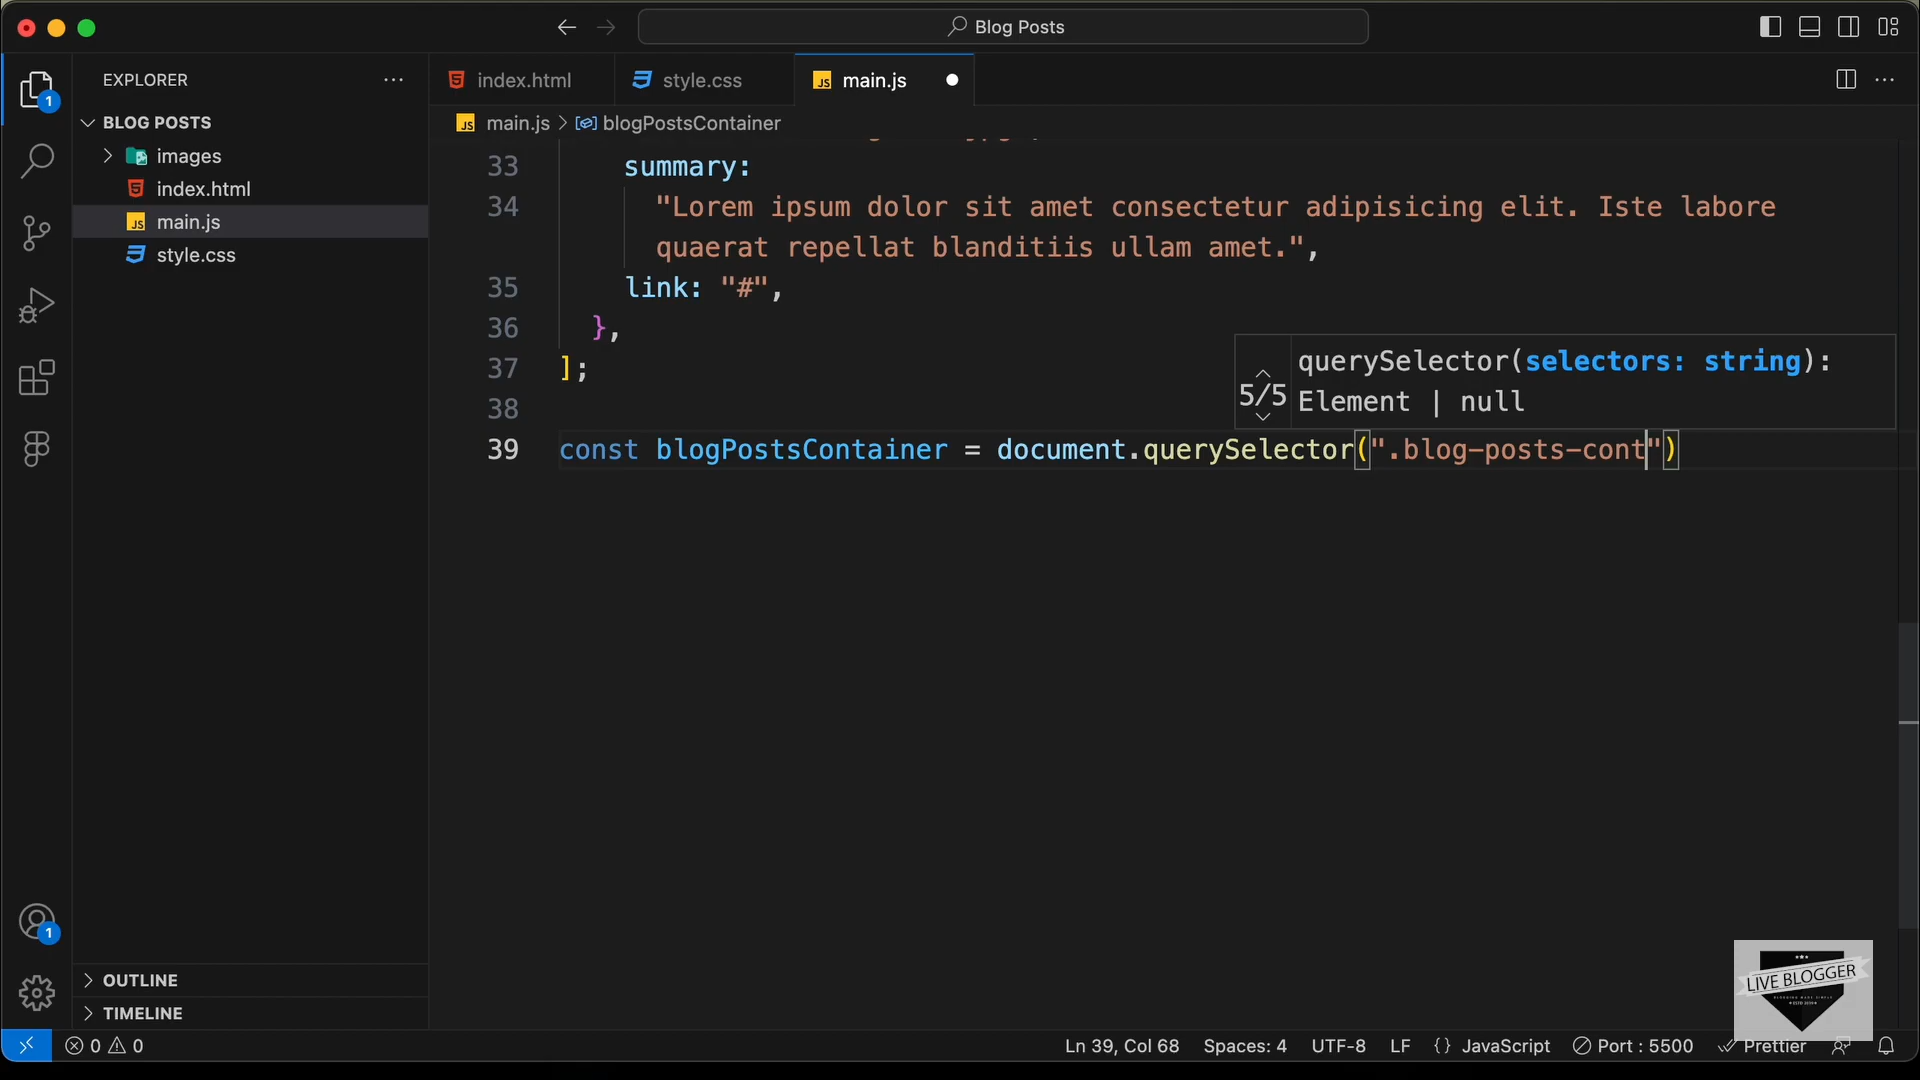 Blog Posts
EXPLORER
index.html
style.css
main.js
1
BLOG POSTS
main.js > blogPostsContainer
images
index.html
main.js
style.css
33 summary:
34 "Lorem ipsum dolor sit amet consectetur adipisicing elit. Iste labore
quaerat repellat blanditiis ullam amet.",
35 link: "#",
36 },
37 ];
38
39 const blogPostsContainer = document.querySelector(".blog-posts-cont")
5/5 querySelector(selectors: string):
Element | null
1
OUTLINE
TIMELINE
LIVE BLOGGER
0 0
Ln 39, Col 68 Spaces: 4 UTF-8 LF {} JavaScript Port : 5500 Prettier